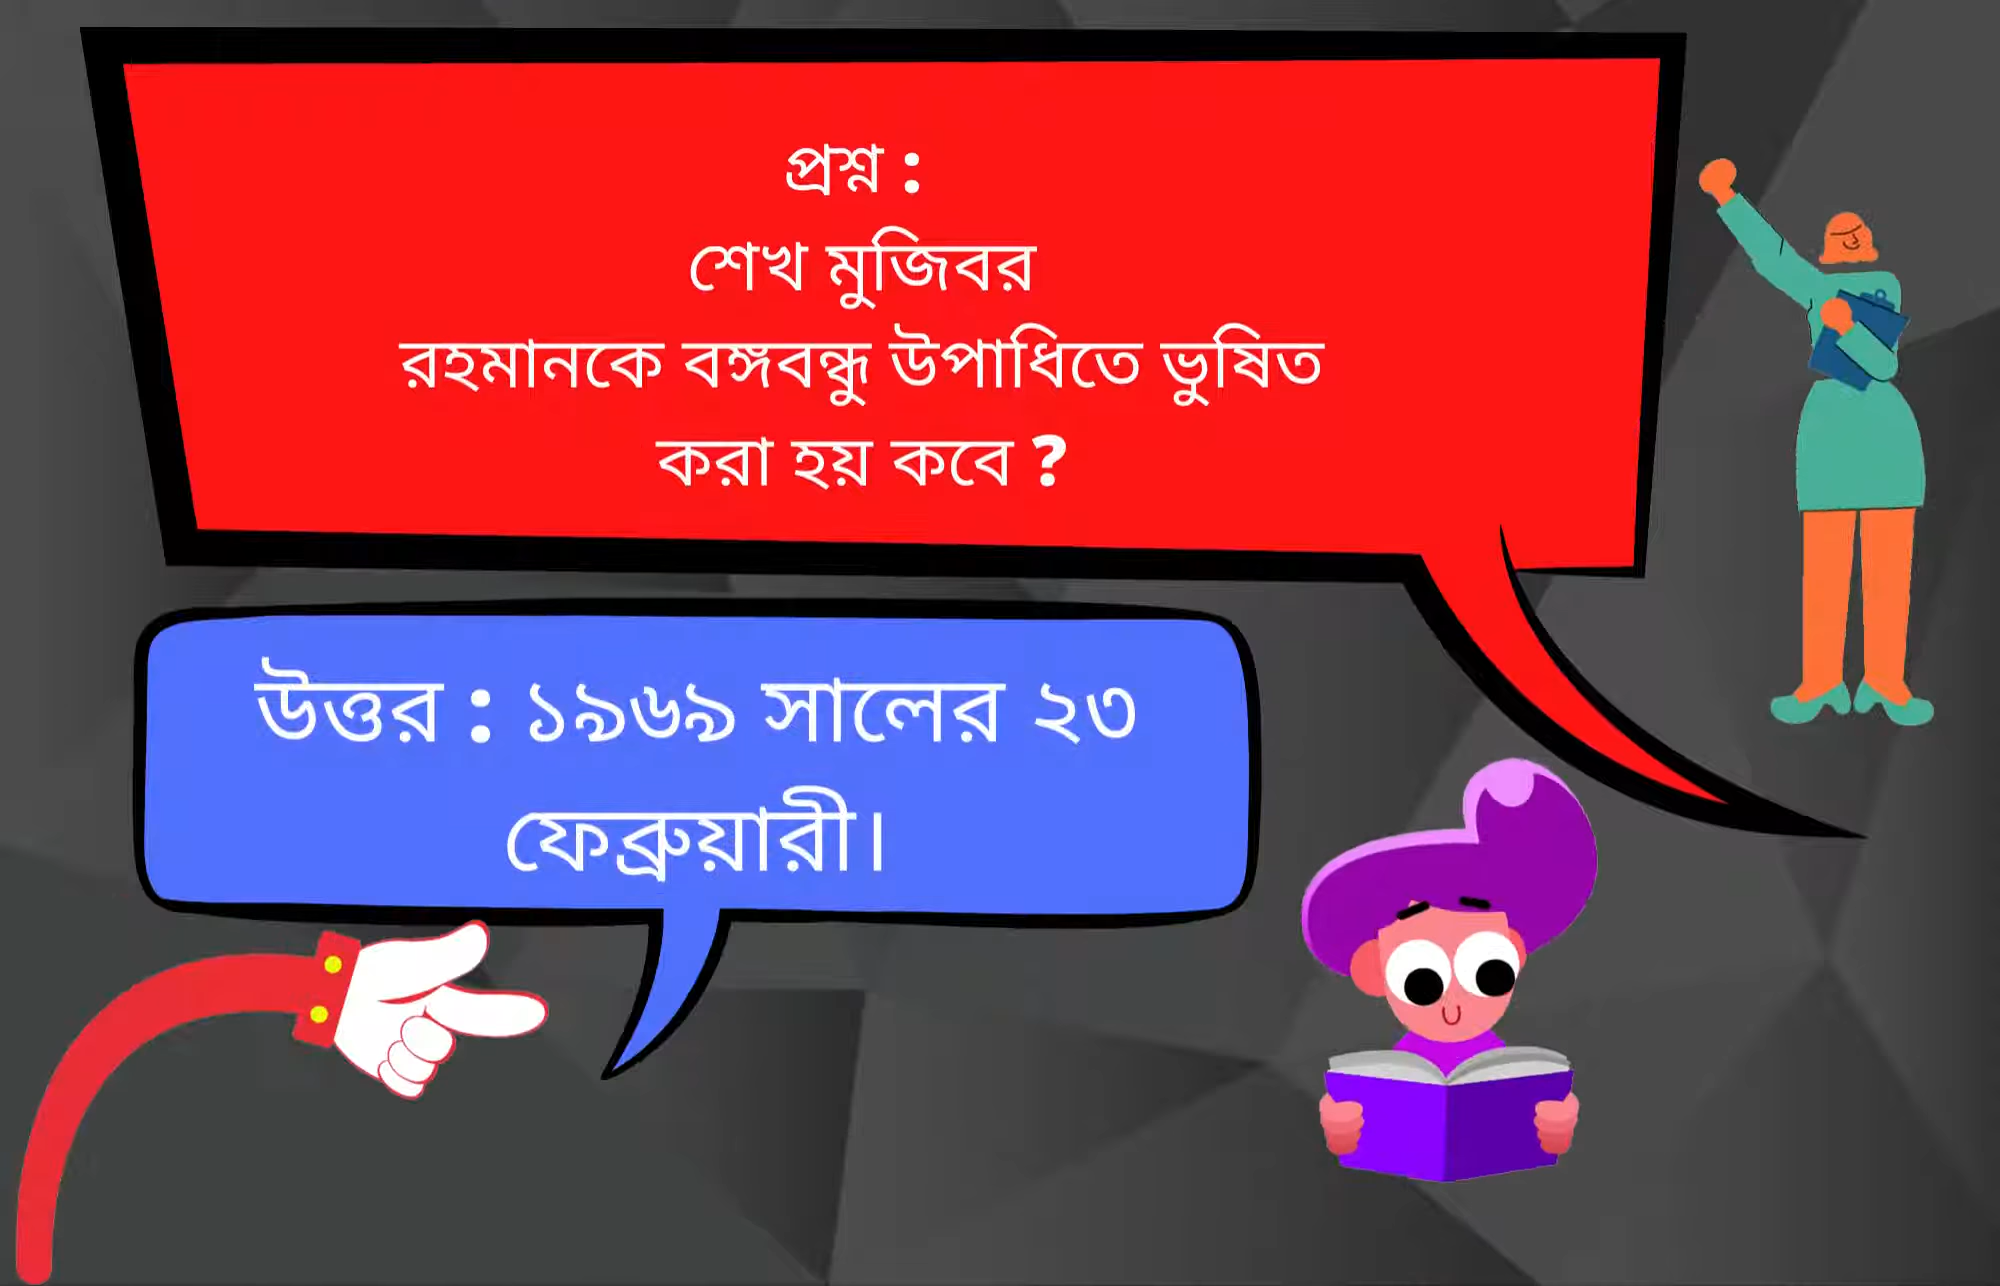 প্রশ্ন :
শেখ মুজিবর
রহমানকে বঙ্গবন্ধু উপাধিতে ভুষিত
করা হয় কবে ?
উত্তর : ১৯৬৯ সালের ২৩
ফেব্রুয়ারী।